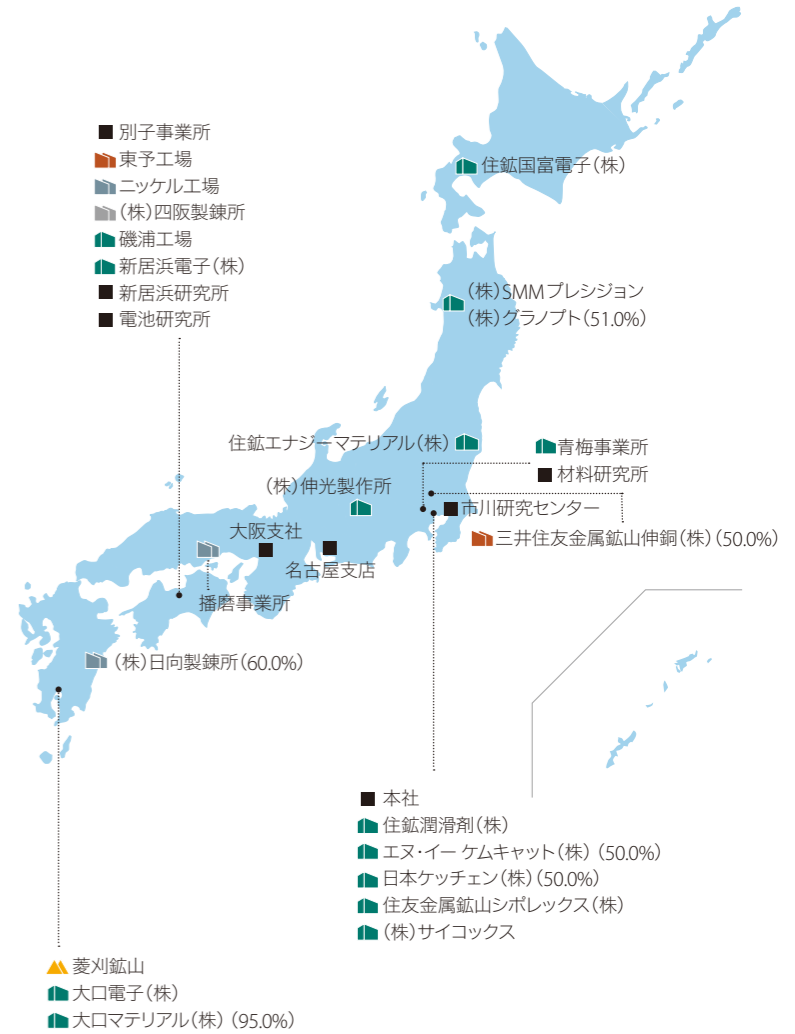 別子事業所
東予工場
ニッケル工場
(株)四阪製錬所
磯浦工場
新居浜電子(株)
新居浜研究所
電池研究所
住鉱国富電子(株)
(株)SMMプレシジョン
(株)グラノプト(51.0%)
住鉱エナジーマテリアル(株)
青梅事業所
材料研究所
(株)伸光製作所
市川研究センター
大阪支社
三井住友金属鉱山伸銅(株)(50.0%)
名古屋支店
播磨事業所
(株)日向製錬所(60.0%)
本社
住鉱潤滑剤(株)
エヌ・イー ケムキャット(株) (50.0%)
日本ケッチェン(株)(50.0%)
住友金属鉱山シポレックス(株)
(株)サイコックス
菱刈鉱山
大口電子(株)
大口マテリアル(株) (95.0%)